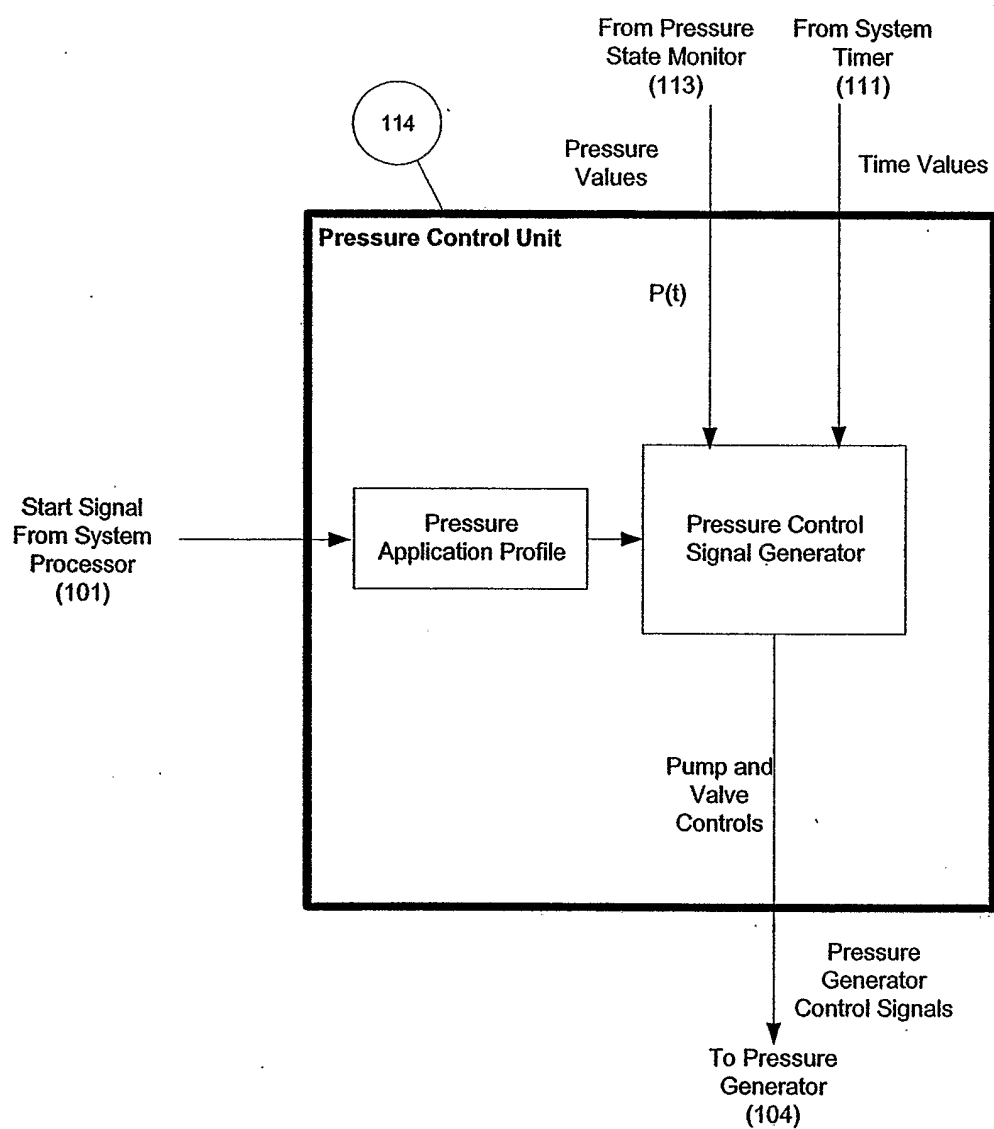 From Pressure
State Monitor
(113)
From System
Timer
(111)
114
Pressure
Values
Time Values
Pressure Control Unit
P(t)
Start Signal
From System
Processor
(101)
Pressure
Application Profile
Pressure Control
Signal Generator
Pump and
Valve
Controls
Pressure
Generator
Control Signals
To Pressure
Generator
(104)